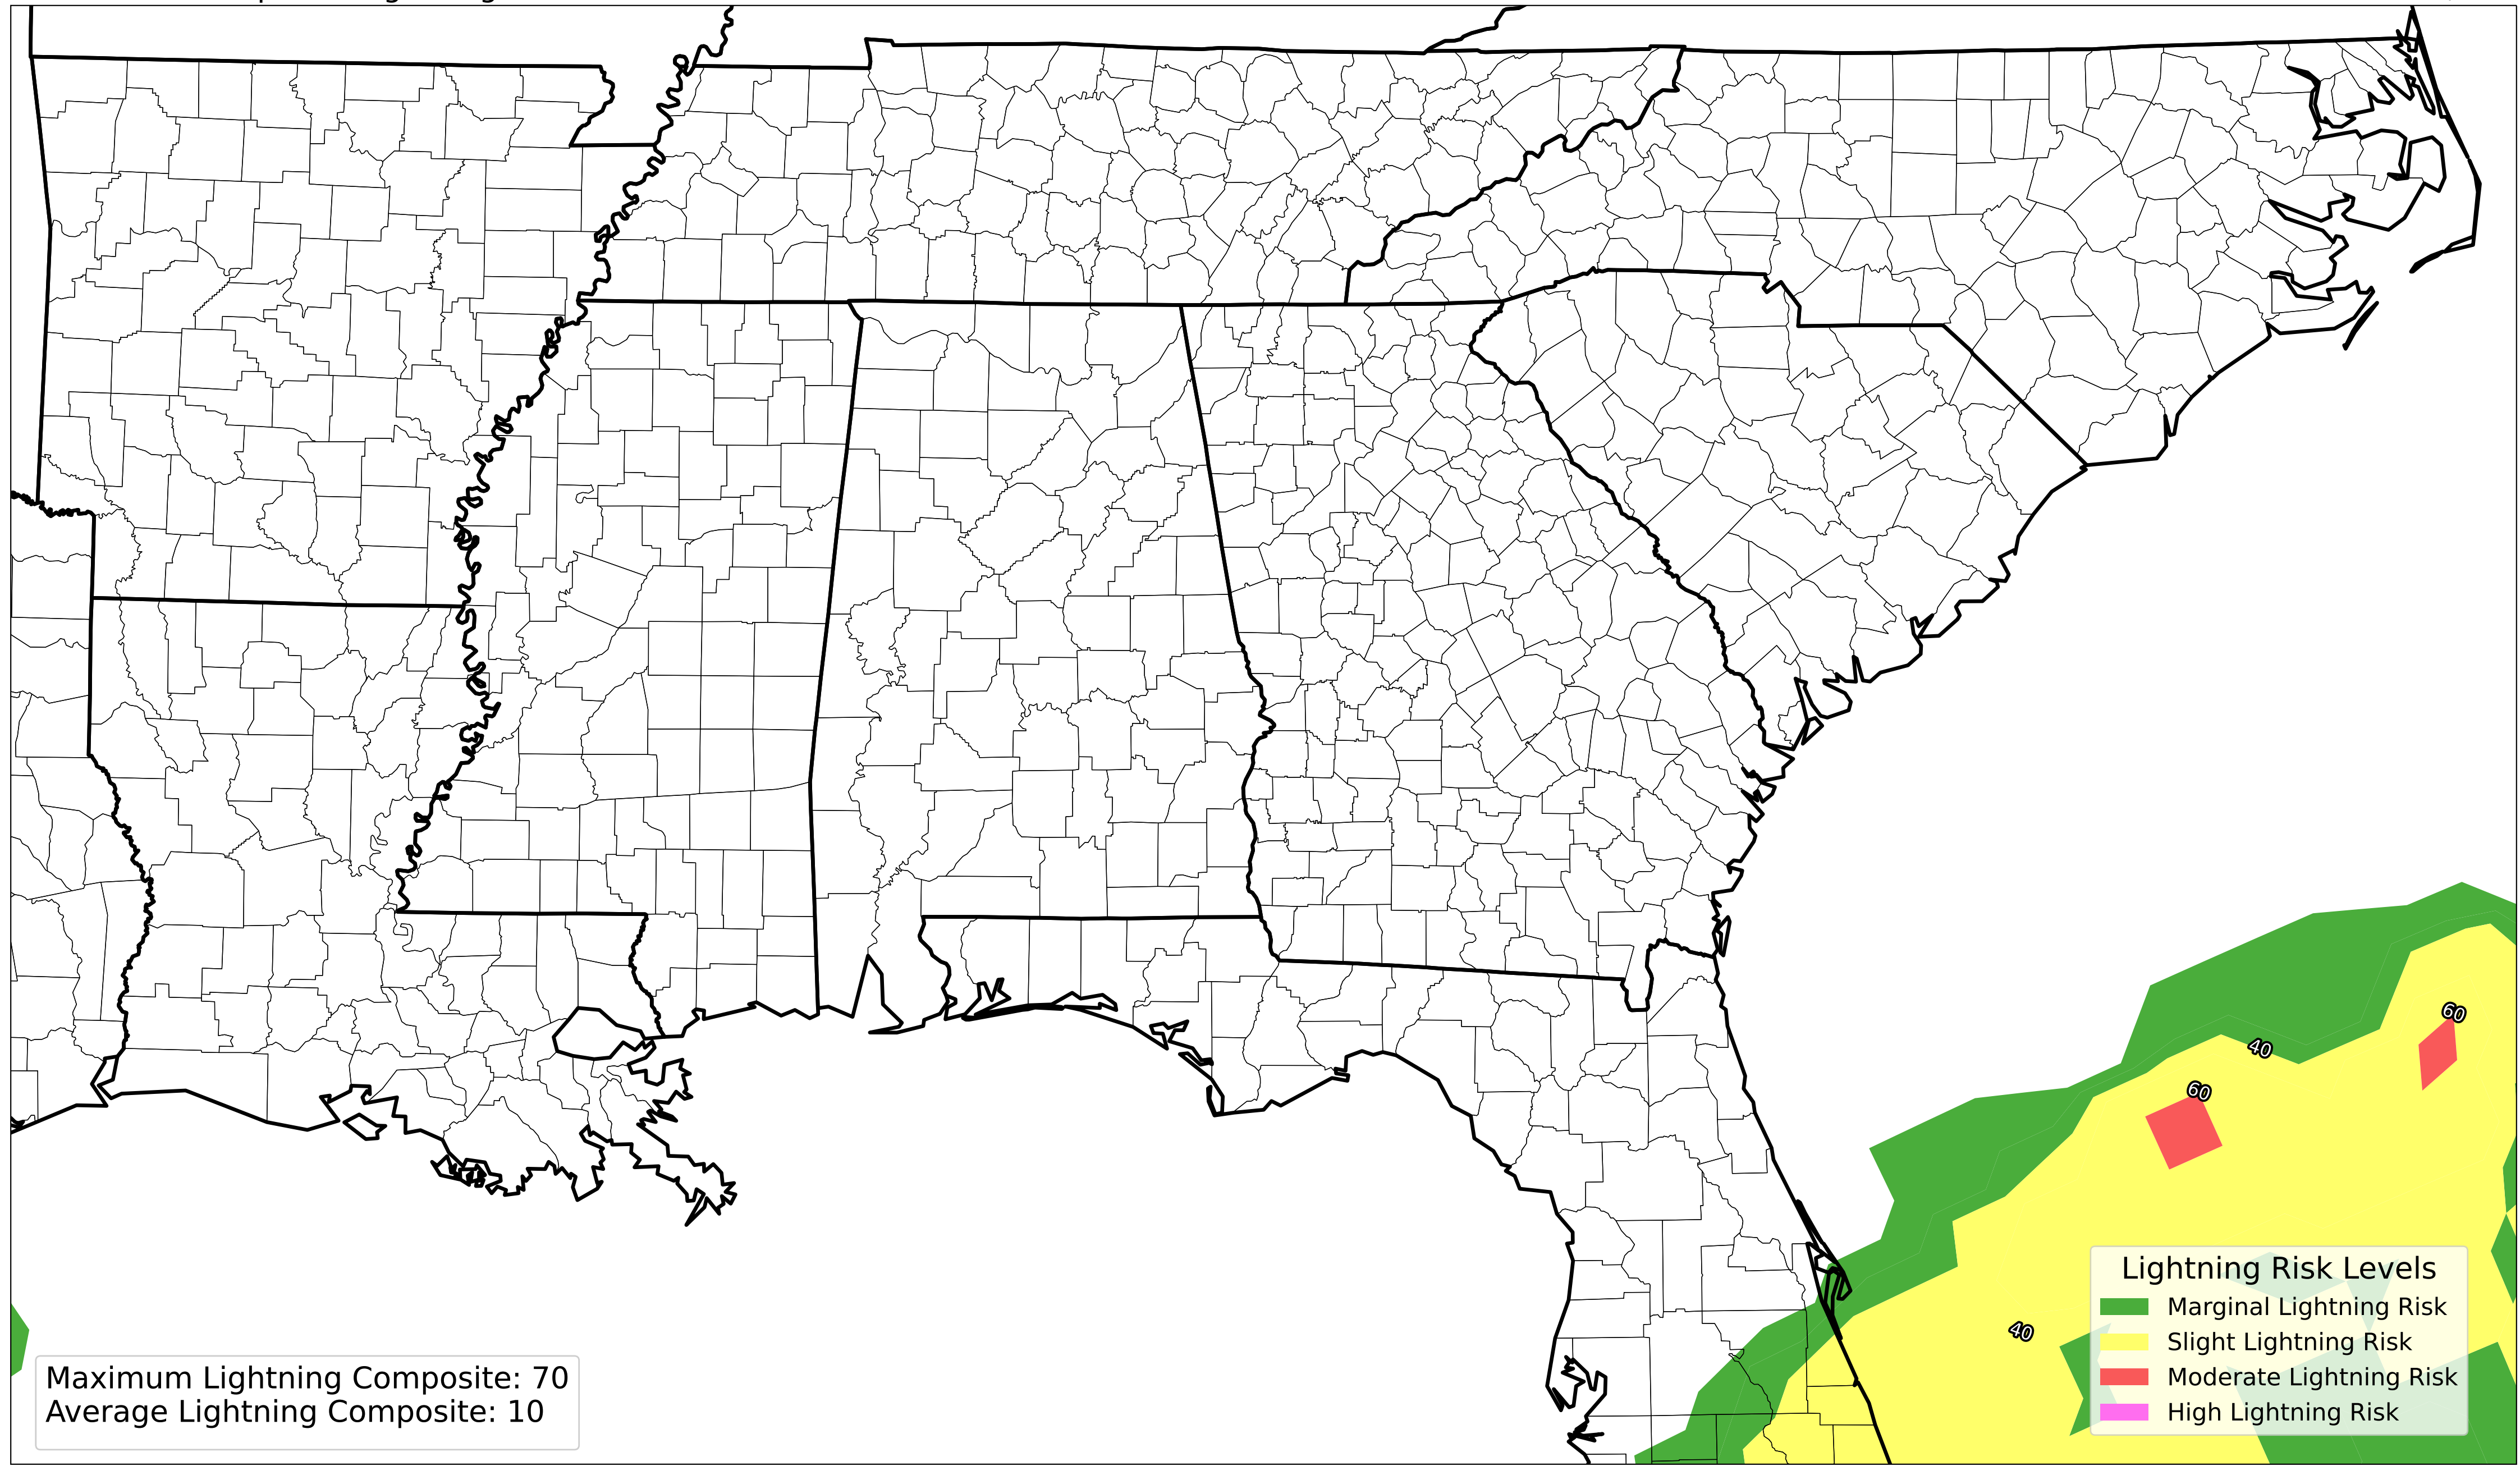 60
40
60
40
Lightning Risk Levels
Marginal Lightning Risk
Slight Lightning Risk
Moderate Lightning Risk
High Lightning Risk
Maximum Lightning Composite: 70
Average Lightning Composite: 10